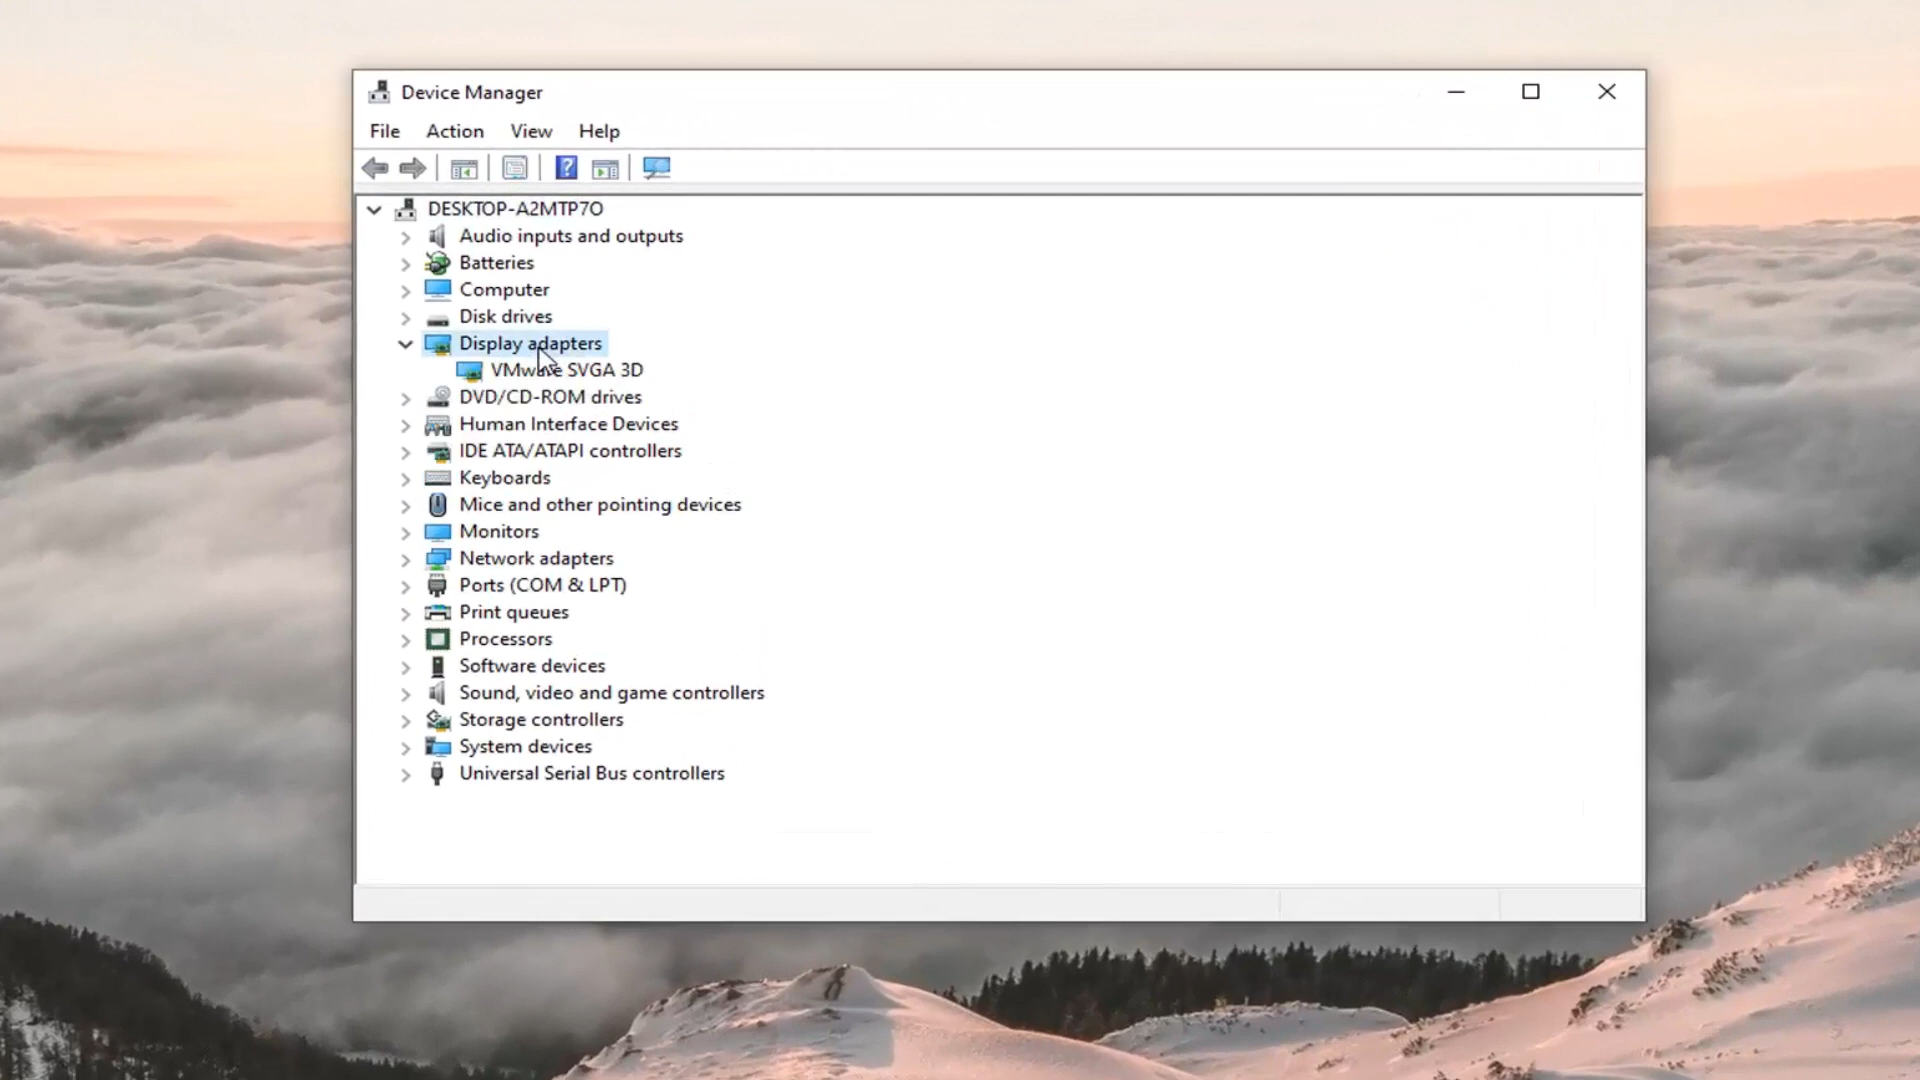 Device Manager
File Action View Help
?
DESKTOP-A2MTP7O
Audio inputs and outputs
Batteries
Computer
Disk drives
Display adapters
VMware SVGA 3D
DVD/CD-ROM drives
Human Interface Devices
IDE ATA/ATAPI controllers
Keyboards
Mice and other pointing devices
Monitors
Network adapters
Ports (COM & LPT)
Print queues
Processors
Software devices
Sound, video and game controllers
Storage controllers
System devices
Universal Serial Bus controllers